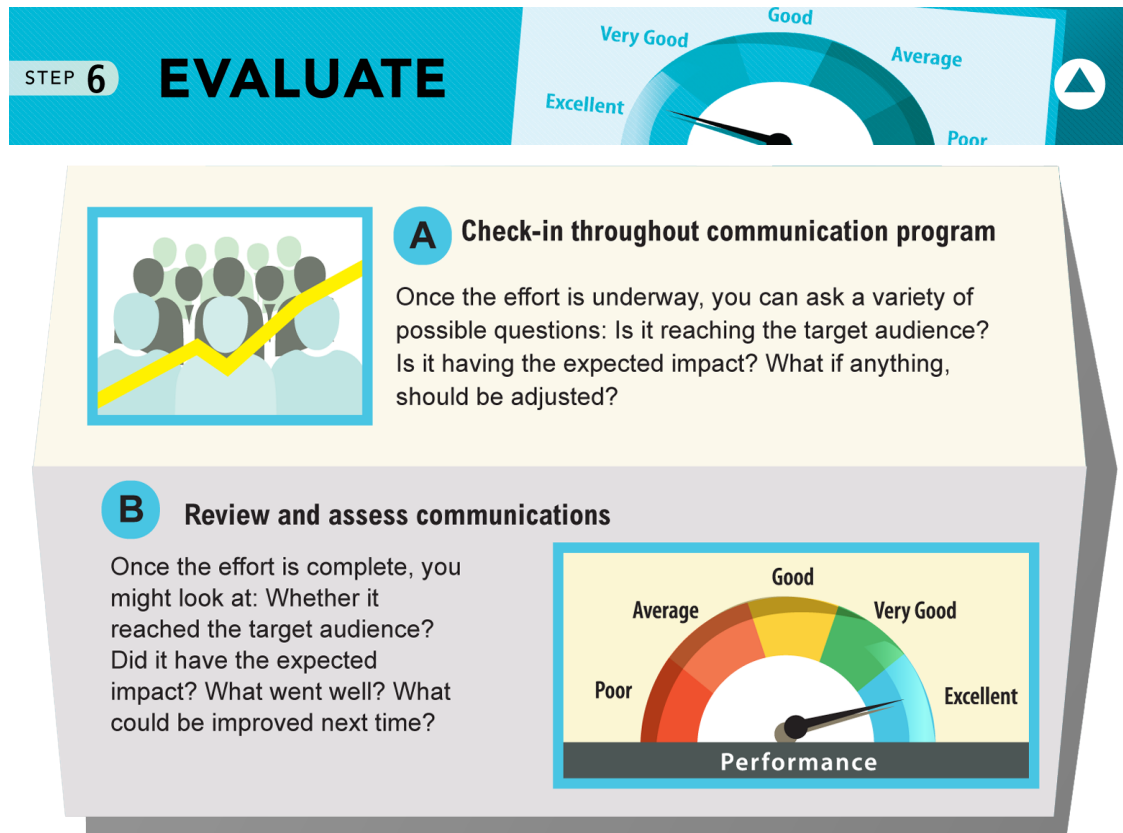 STEP 6
EVALUATE
Excellent
Very Good
Good
Average
Poor
A
Check-in throughout communication program
Once the effort is underway, you can ask a variety of
possible questions: Is it reaching the target audience?
Is it having the expected impact? What if anything,
should be adjusted?
B
Review and assess communications
Once the effort is complete, you
might look at: Whether it
reached the target audience?
Did it have the expected
impact? What went well? What
could be improved next time?
Poor
Average
Good
Very Good
Excellent
Performance